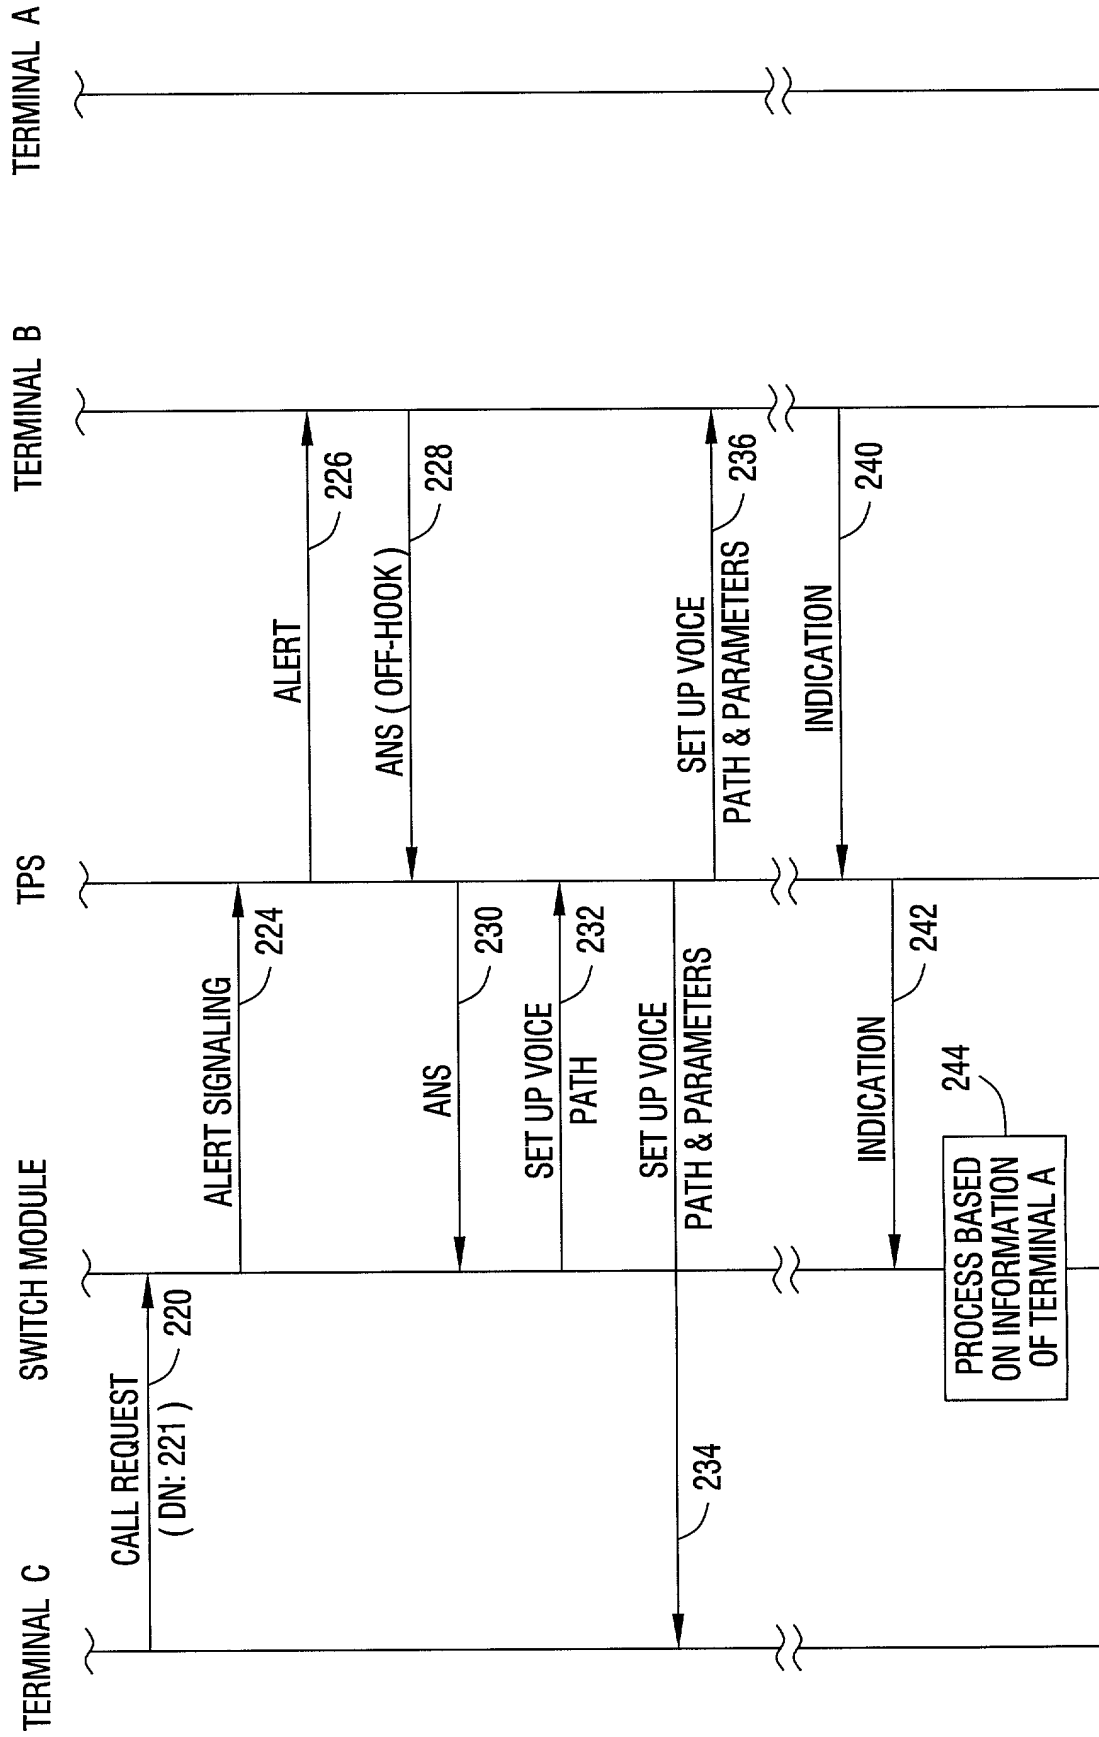 TERMINAL C
SWITCH MODULE
TPS
TERMINAL B
TERMINAL A
CALL REQUEST
( DN: 221 )
220
ALERT SIGNALING
224
ALERT
226
ANS ( OFF-HOOK )
228
ANS
230
SET UP VOICE
PATH
232
SET UP VOICE
PATH & PARAMETERS
234
SET UP VOICE
PATH & PARAMETERS
236
INDICATION
240
INDICATION
242
PROCESS BASED
ON INFORMATION
OF TERMINAL A
244